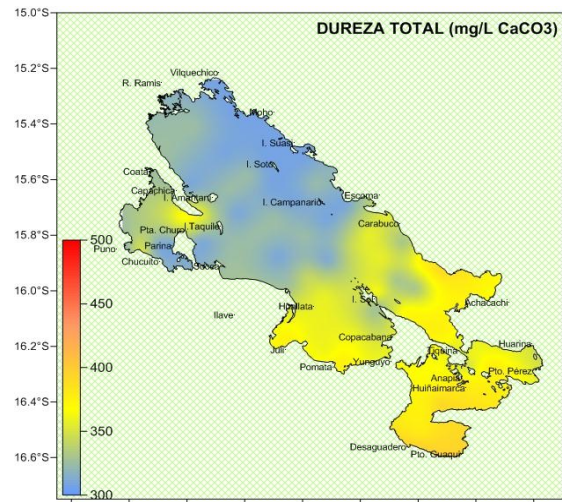 15.0°S
DUREZA TOTAL (mg/L CaCO3)
15.2°S
Vilquechico
R. Ramis
15.4°S
Moho
I. Suasi
I. Soto
Coata
15.6°S
Capachica
I. Amantani
Escoma
I. Campanario
Carabuco
15.8°S
I.Taquile
Pta. Churo
Puno
Parina
Chucuito
500
16.0°S
I. Sol
Achacachi
Huallata
Ilave
450
Copacabana
16.2°S
Juli
Yunguyo
Tiquina
Huarina
400
Pomata
Anapia
Pto. Pérez
Huiñaimarca
16.4°S
350
Desaguadero
Pto. Guaqui
16.6°S
300